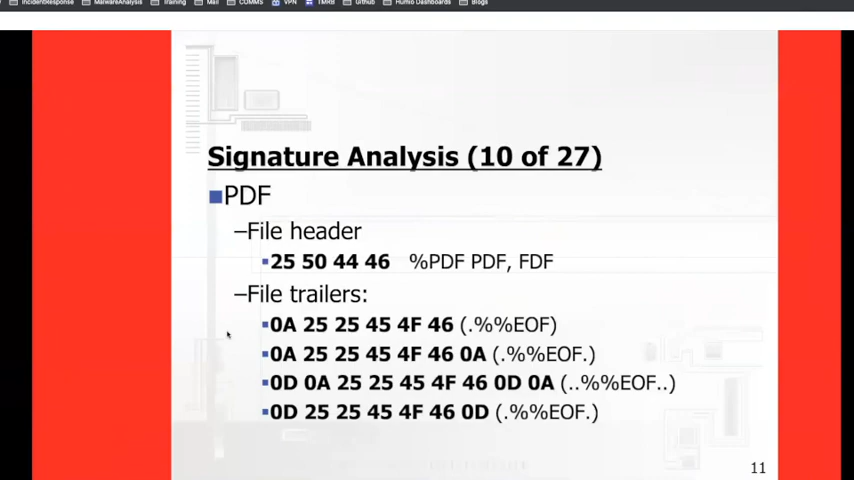 IncidentResponse MalwareAnalysis Training Mail COMMS VPN TMRB Github Humio Dashboards Blogs
Signature Analysis (10 of 27)
PDF
–File header
25 50 44 46 %PDF PDF, FDF
–File trailers:
0A 25 25 45 4F 46 (.%%EOF)
0A 25 25 45 4F 46 0A (.%%EOF.)
0D 0A 25 25 45 4F 46 0D 0A (..%%EOF..)
0D 25 25 45 4F 46 0D (.%%EOF.)
11